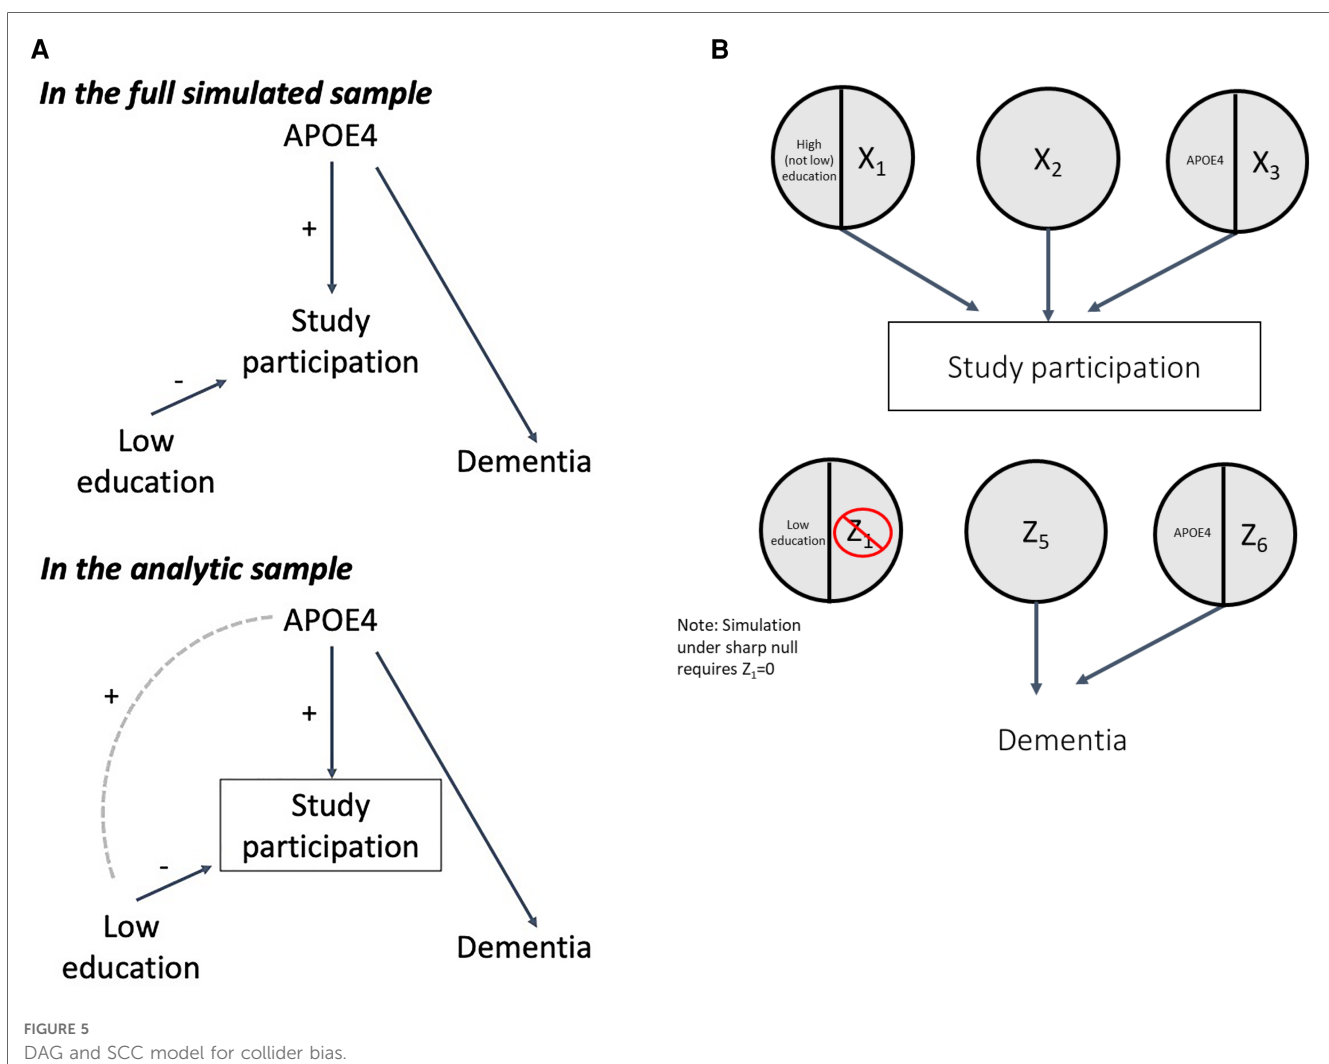 A
In the full simulated sample
APOE4
+
Study
participation
-
Low
education
Dementia
In the analytic sample
APOE4
+
+
Study
participation
-
Low
education
Dementia
B
High
(not low)
education
X₁
X₂
APOE4
X₃
Study participation
Low
education
Z₁
Z₅
APOE4
Z₆
Note: Simulation
under sharp null
requires Z₁=0
Dementia
FIGURE 5
DAG and SCC model for collider bias.